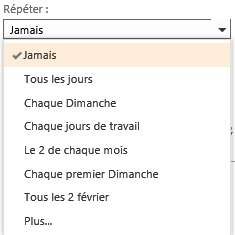 Répéter :
Jamais
Jamais
Tous les jours
Chaque Dimanche
Chaque jours de travail
Le 2 de chaque mois
Chaque premier Dimanche
Tous les 2 février
Plus...